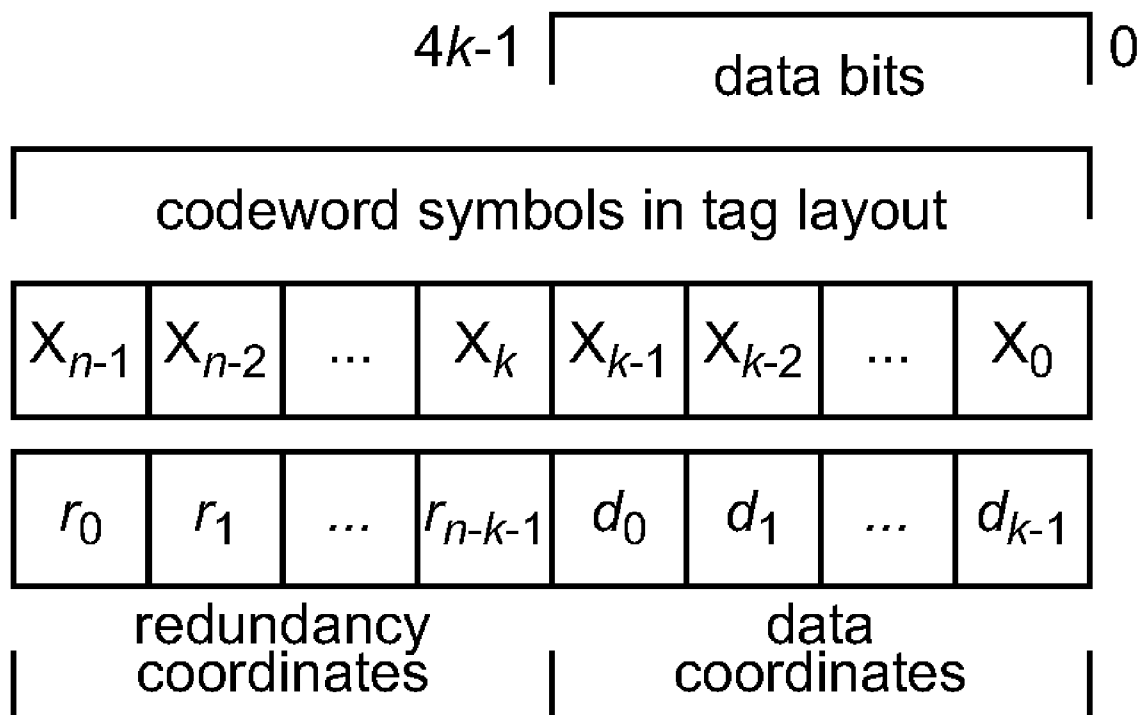 4k-1 data bits 0
codeword symbols in tag layout
Xn-1 Xn-2 ... Xk Xk-1 Xk-2 ... X0
r0 r1 ... rn-k-1 d0 d1 ... dk-1
redundancy coordinates
data coordinates